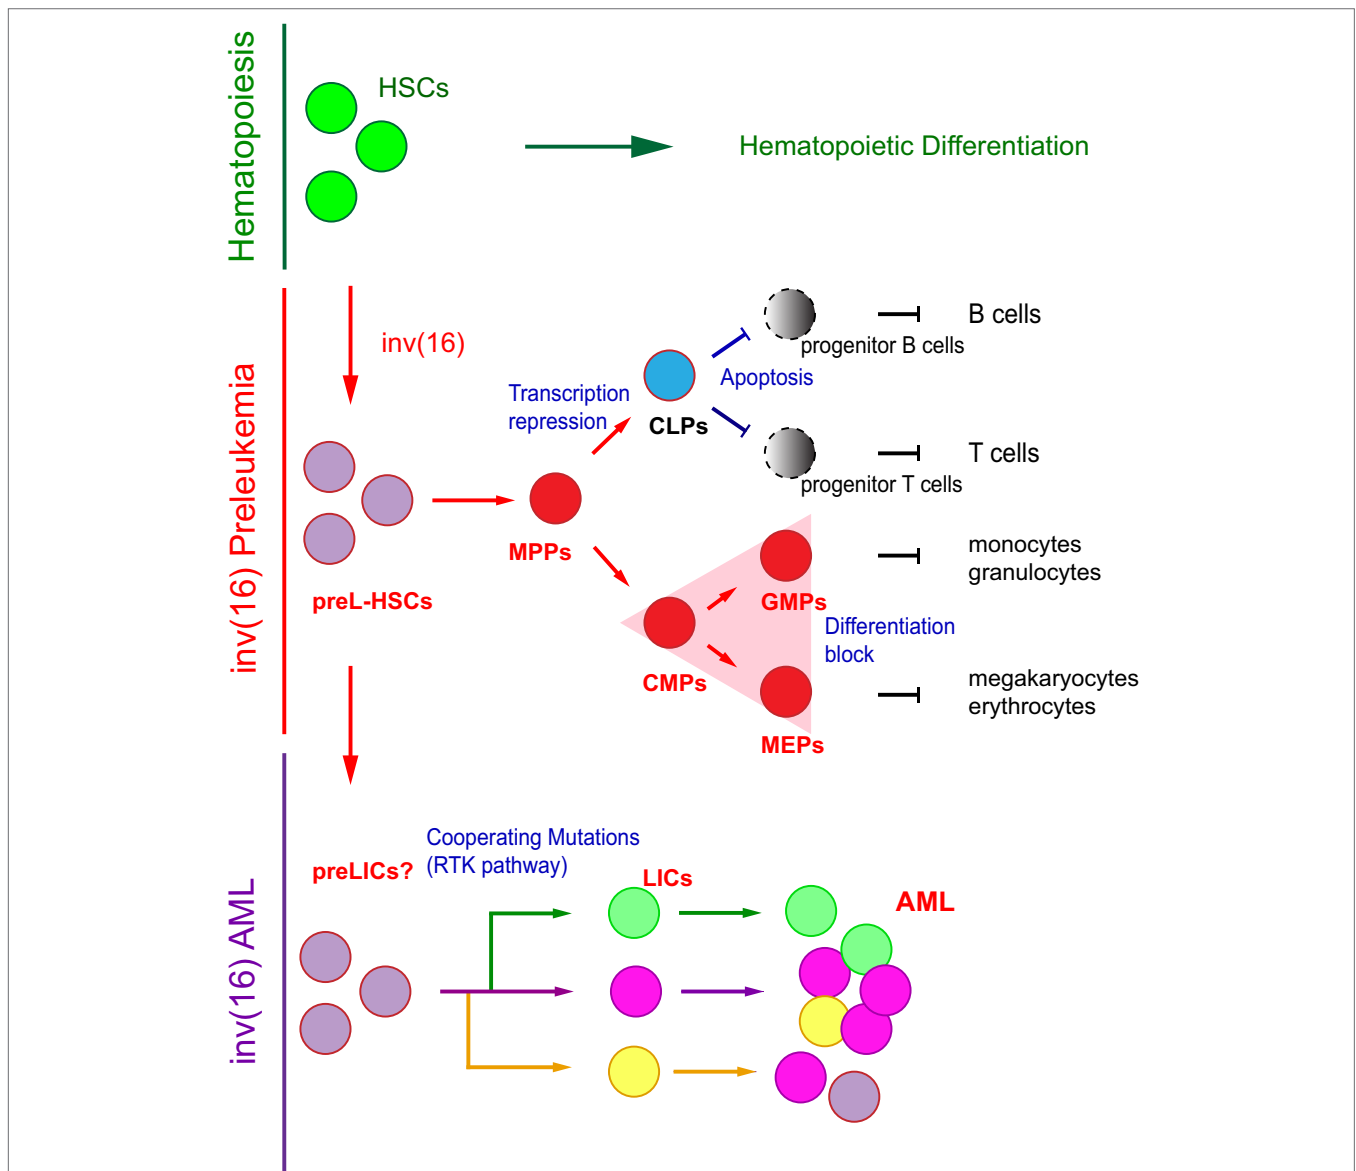 Hematopoiesis
HSCs
Hematopoietic Differentiation
inv(16) Preleukemia
inv(16)
Transcription
repression
CLPs
Apoptosis
progenitor B cells
B cells
progenitor T cells
T cells
preL-HSCs
MPPs
CMPs
GMPs
MEPs
Differentiation
block
monocytes
granulocytes
megakaryocytes
erythrocytes
inv(16) AML
preLICs?
Cooperating Mutations
(RTK pathway)
LICs
AML